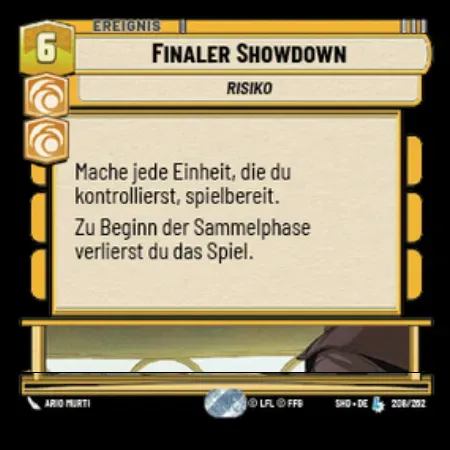 EREIGNIS
6
FINALER SHOWDOWN
RISIKO
Mache jede Einheit, die du
kontrollierst, spielbereit.
Zu Beginn der Sammelphase
verlierst du das Spiel.
ARIO MURTI
© LFL ℗ FFG
SHD • DE
208/262